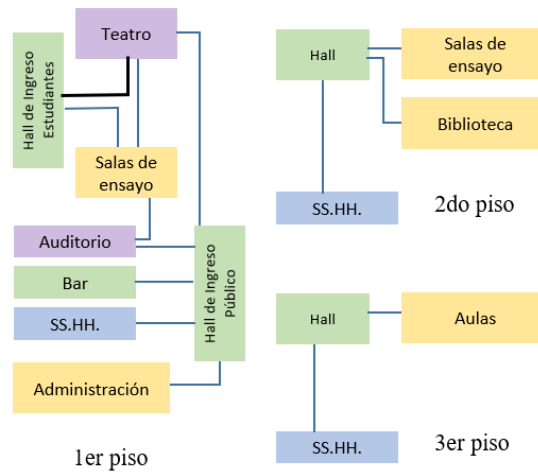 Teatro
Hall de Ingreso
Estudiantes
Salas de
ensayo
Auditorio
Bar
SS.HH.
Hall de Ingreso
Público
Administración
1er piso
Hall
Salas de
ensayo
Biblioteca
SS.HH.
2do piso
Hall
Aulas
SS.HH.
3er piso